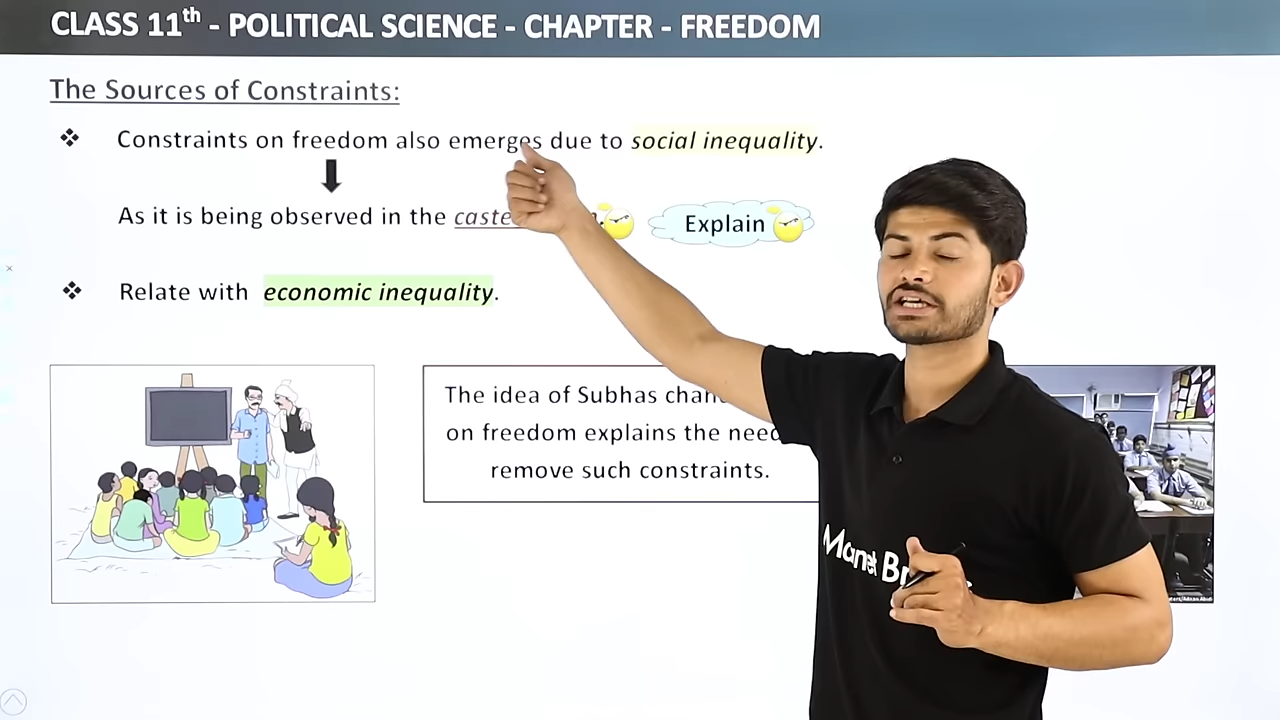 CLASS 11th - POLITICAL SCIENCE - CHAPTER - FREEDOM
The Sources of Constraints:
❖ Constraints on freedom also emerges due to social inequality.
As it is being observed in the caste
Explain
❖ Relate with economic inequality.
The idea of Subhas
on freedom explains the need
remove such constraints.